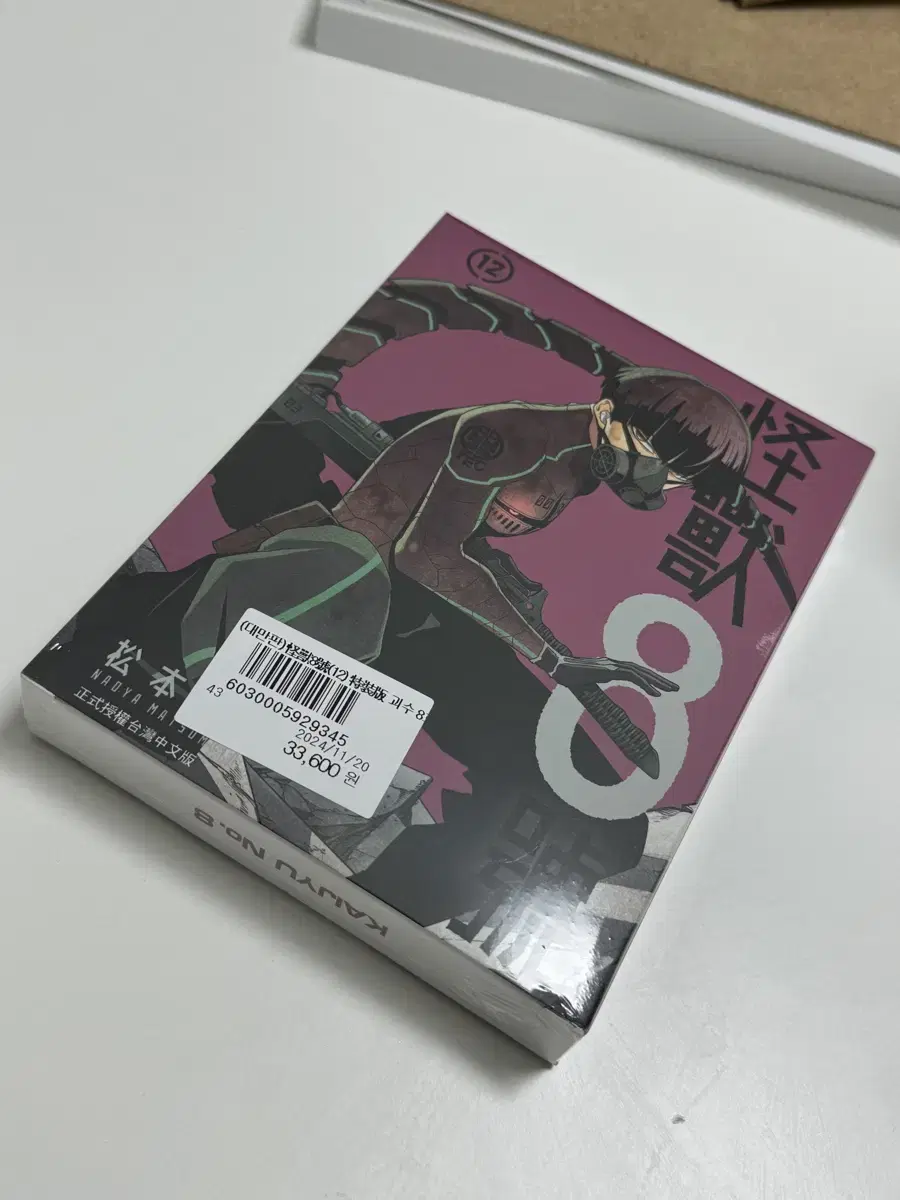 12
怪獸
8
號
松本
NAOYA MATSUM
正式授權台灣中文版
(대만판)怪獸8號(12) 特裝版 괴수 8
43
6030005929345
2024/11/20
33,600 원
KAIJYU No.8